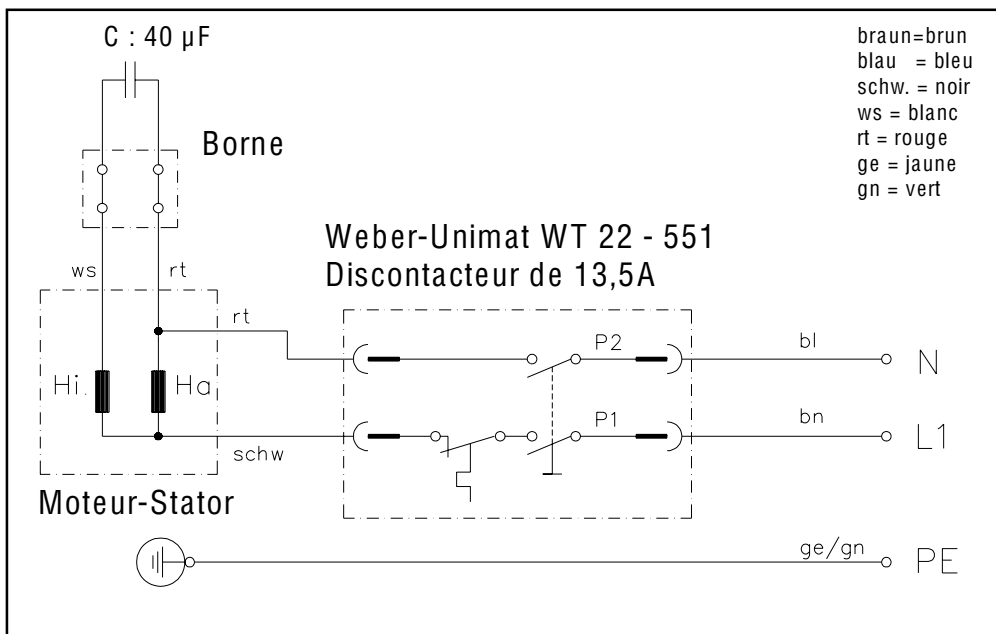 C : 40 µF
braun=brun
blau = bleu
schw. = noir
ws = blanc
rt = rouge
ge = jaune
gn = vert
Borne
Weber-Unimat WT 22 - 551
Discontacteur de 13,5A
ws
rt
rt
P2
bl
N
Hi.
Ha
P1
bn
L1
schw
Moteur-Stator
ge/gn
PE